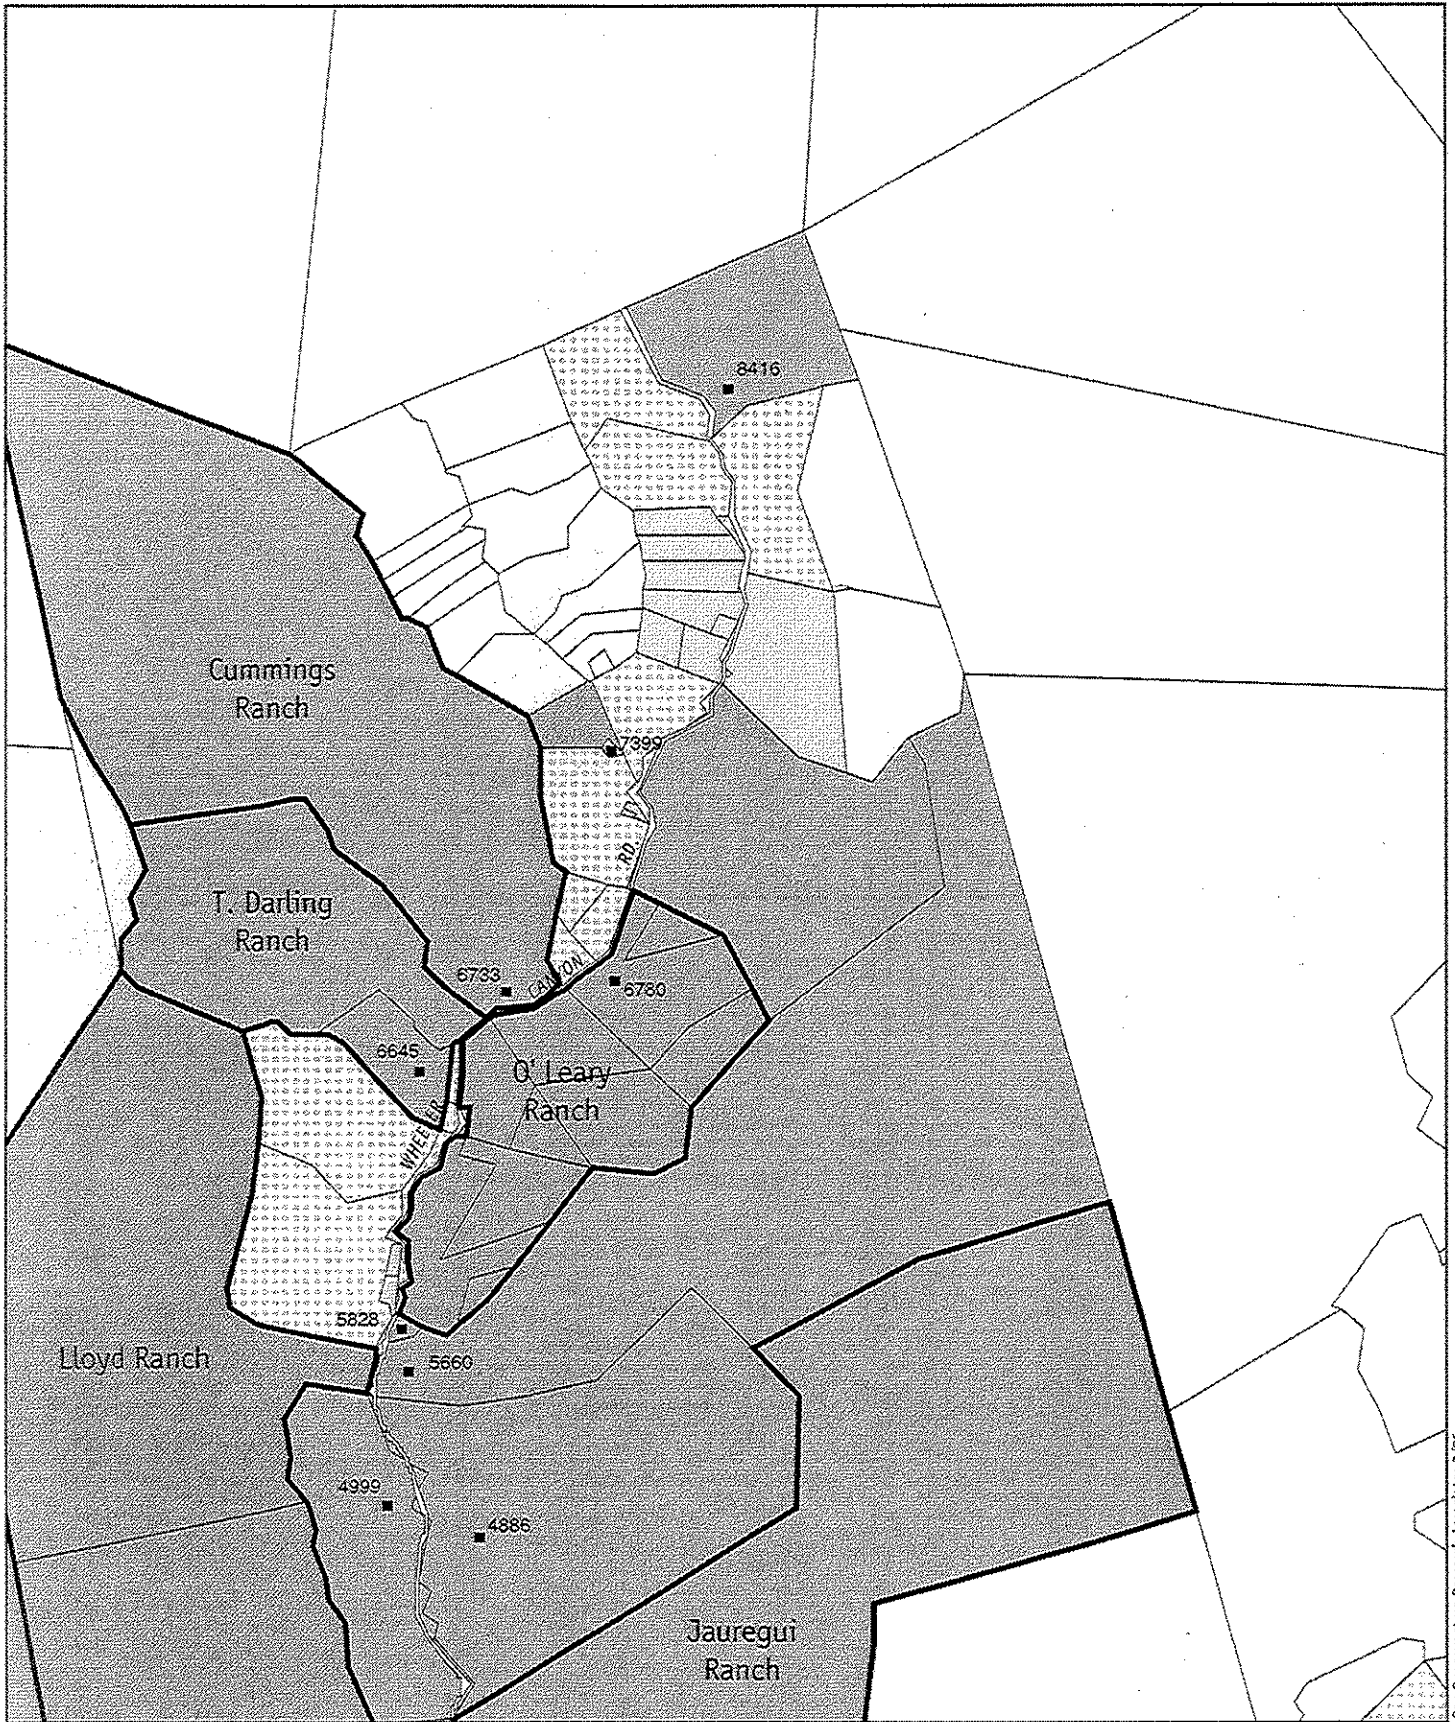 8416
Cummings
Ranch
7399
RD.
T. Darling
Ranch
6733
CANYON
6780
6645
O' Leary
Ranch
WHEELER
5828
Lloyd Ranch
5660
4999
4886
Jauregui
Ranch